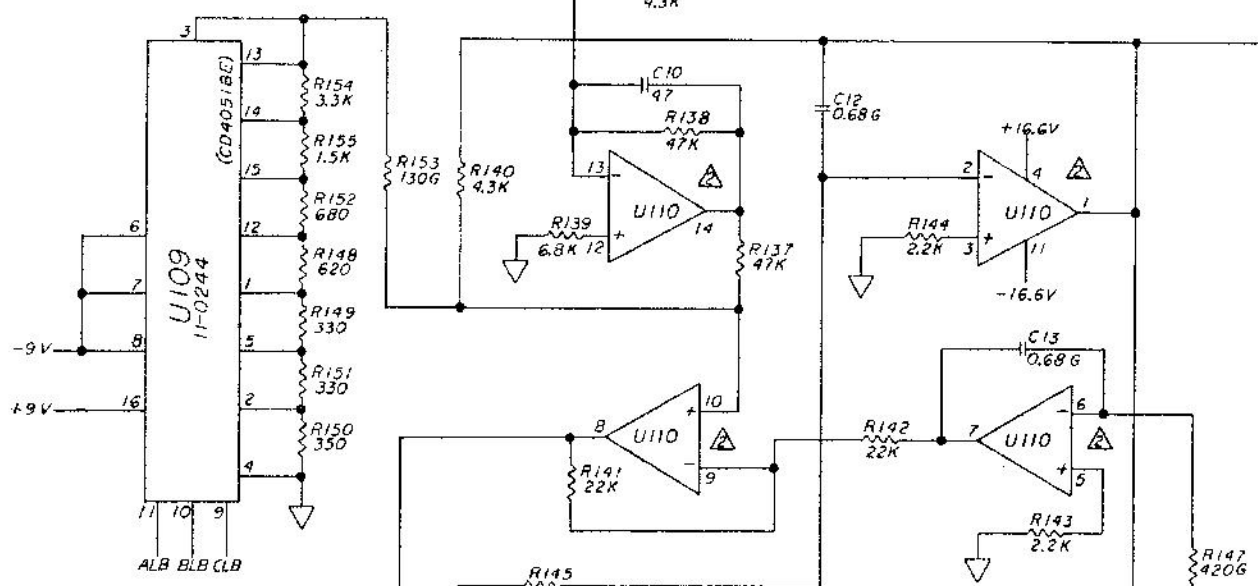 4.3K
3
13
R154
3.3K
14
(CD4051BE)
R155
1.5K
15
R152
680
12
R148
620
6
7
U109
11-0244
1
R149
330
-9V
8
5
R151
330
+9V
16
2
R150
350
4
11
10
9
ALB BLB CLB
R153
130G
R140
4.3K
C10
47
R138
47K
13
-
2
U110
14
R139
6.8K
12
+
R137
47K
C12
0.68G
+16.6V
4
2
-
2
U110
1
R144
2.2K
3
+
11
-16.6V
C13
0.68G
10
+
8
U110
2
-
9
R141
22K
R142
22K
7
U110
-
6
2
+
5
R143
2.2K
R147
420G
R145